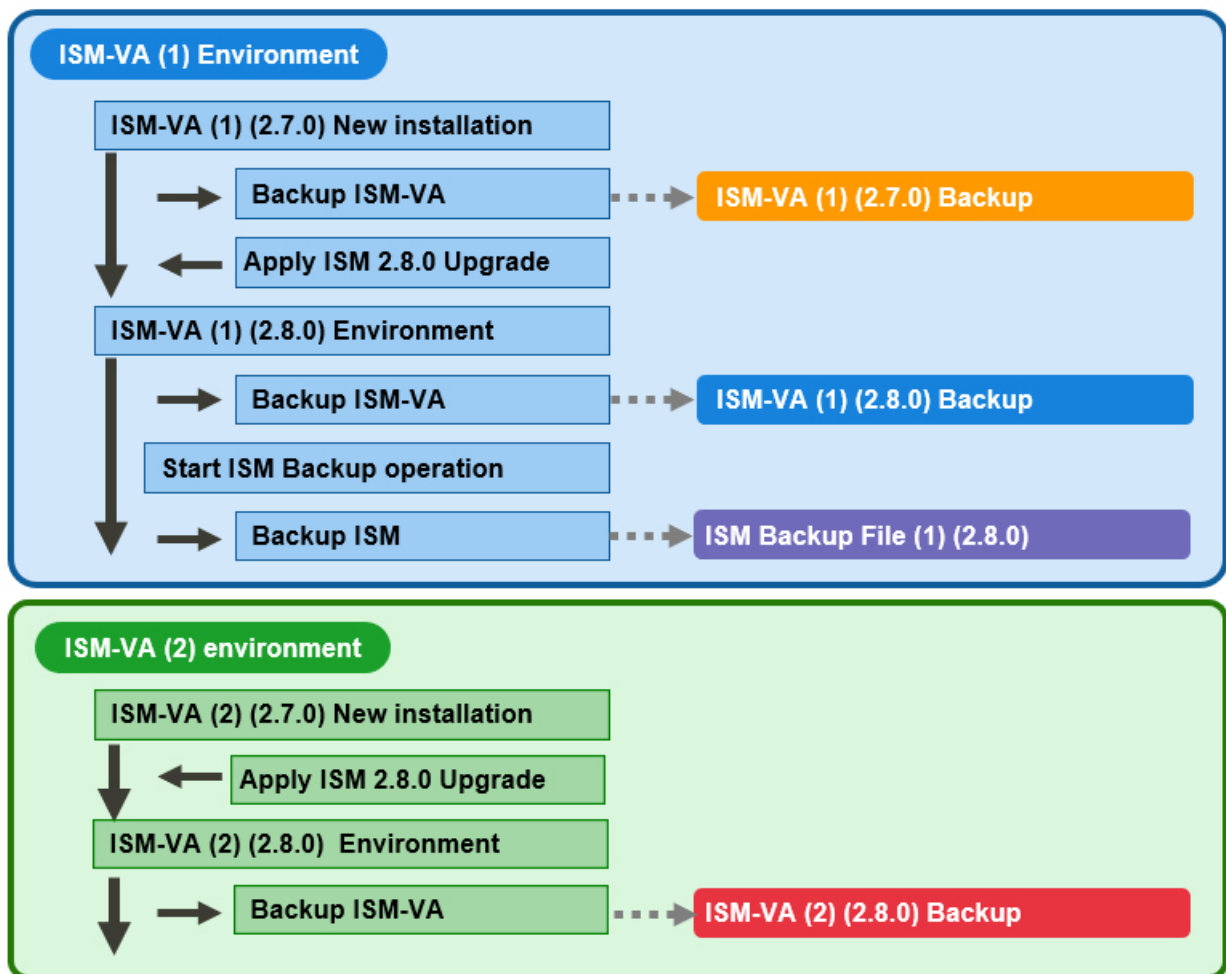 ISM-VA (1) Environment
ISM-VA (1) (2.7.0) New installation
Backup ISM-VA
ISM-VA (1) (2.7.0) Backup
Apply ISM 2.8.0 Upgrade
ISM-VA (1) (2.8.0) Environment
Backup ISM-VA
ISM-VA (1) (2.8.0) Backup
Start ISM Backup operation
Backup ISM
ISM Backup File (1) (2.8.0)
ISM-VA (2) environment
ISM-VA (2) (2.7.0) New installation
Apply ISM 2.8.0 Upgrade
ISM-VA (2) (2.8.0) Environment
Backup ISM-VA
ISM-VA (2) (2.8.0) Backup